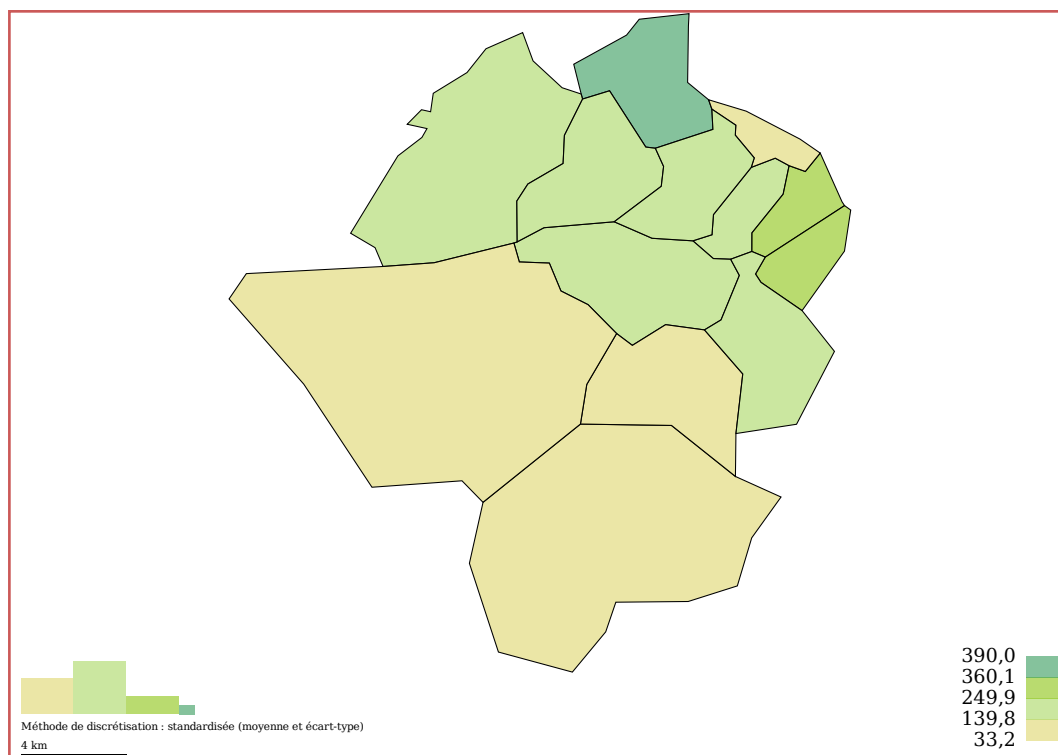 390,0
360,1
249,9
139,8
33,2
Méthode de discrétisation : standardisée (moyenne et écart-type)
4 km